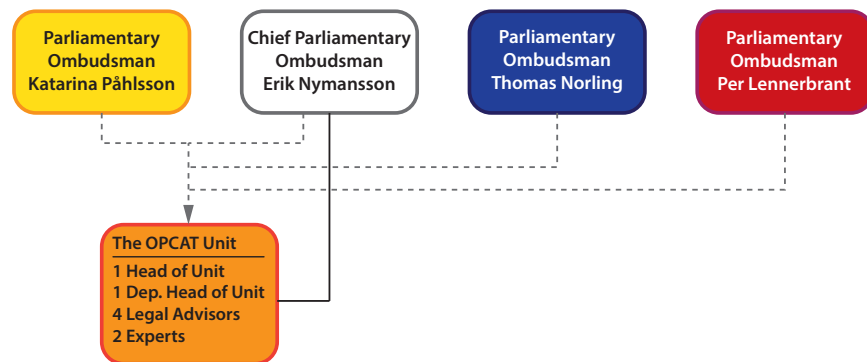 Parliamentary
Ombudsman
Katarina Påhlsson
Chief Parliamentary
Ombudsman
Erik Nymansson
Parliamentary
Ombudsman
Thomas Norling
Parliamentary
Ombudsman
Per Lennerbrant
The OPCAT Unit
1 Head of Unit
1 Dep. Head of Unit
4 Legal Advisors
2 Experts